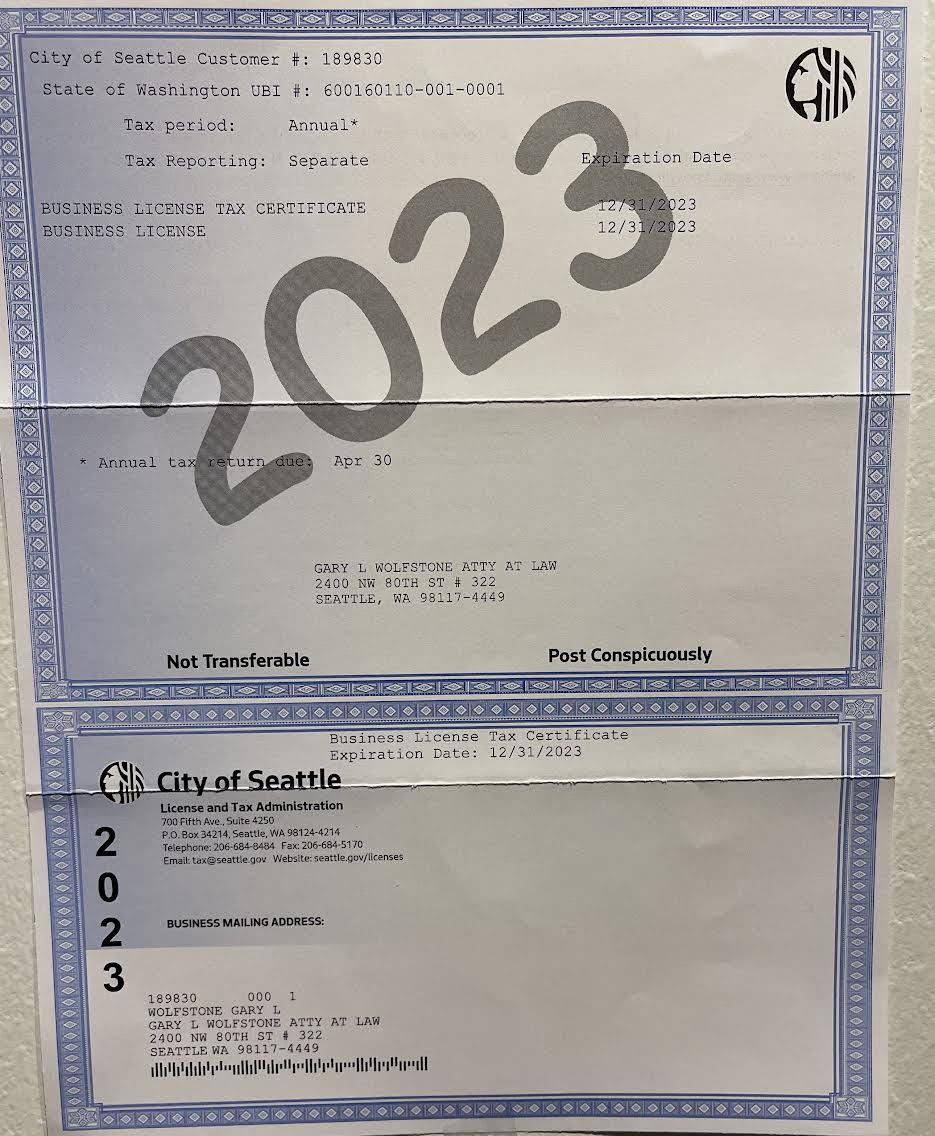 City of Seattle Customer #: 189830
State of Washington UBI #: 600160110-001-0001
Tax period: Annual*
Tax Reporting: Separate
Expiration Date
BUSINESS LICENSE TAX CERTIFICATE 12/31/2023
BUSINESS LICENSE 12/31/2023
2023
* Annual tax return due: Apr 30
GARY L WOLFSTONE ATTY AT LAW
2400 NW 80TH ST # 322
SEATTLE, WA 98117-4449
Not Transferable Post Conspicuously
Business License Tax Certificate
Expiration Date: 12/31/2023
City of Seattle
License and Tax Administration
700 Fifth Ave., Suite 4250
P.O. Box 34214, Seattle, WA 98124-4214
Telephone: 206-684-8484 Fax: 206-684-5170
Email: tax@seattle.gov Website: seattle.gov/licenses
2
0
2
3
BUSINESS MAILING ADDRESS:
189830 000 1
WOLFSTONE GARY L
GARY L WOLFSTONE ATTY AT LAW
2400 NW 80TH ST # 322
SEATTLE WA 98117-4449